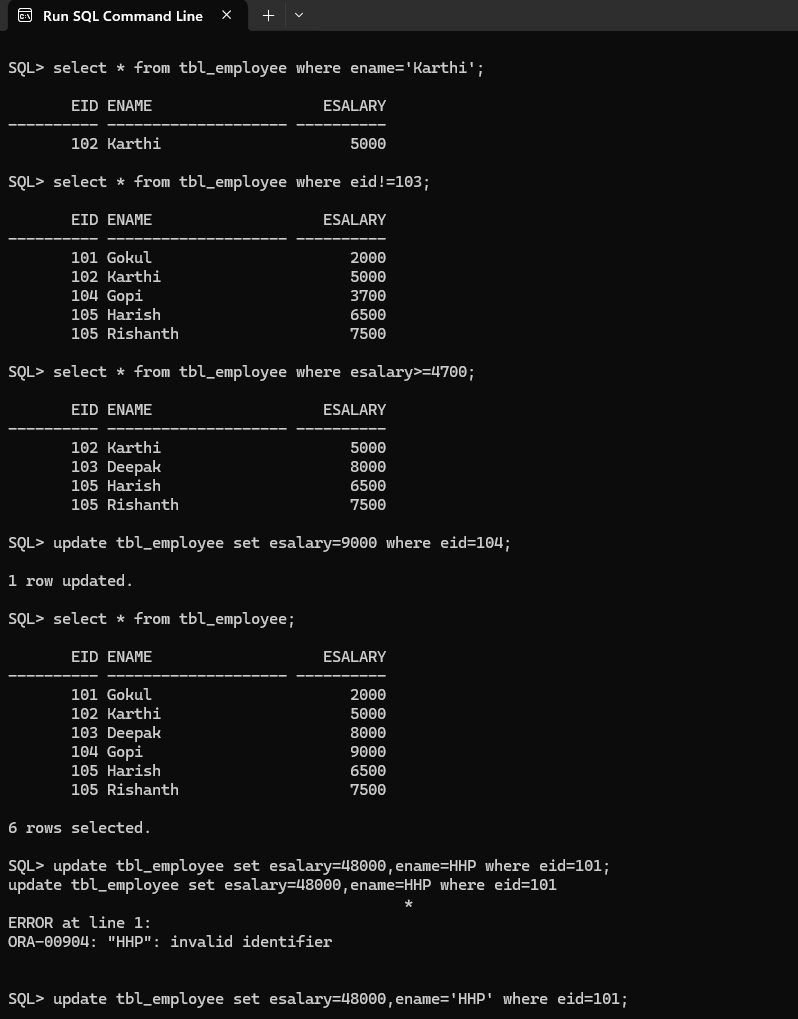 Run SQL Command Line
SQL> select * from tbl_employee where ename='Karthi';
EID ENAME ESALARY
---------- -------------------- ----------
102 Karthi 5000
SQL> select * from tbl_employee where eid!=103;
EID ENAME ESALARY
---------- -------------------- ----------
101 Gokul 2000
102 Karthi 5000
104 Gopi 3700
105 Harish 6500
105 Rishanth 7500
SQL> select * from tbl_employee where esalary>=4700;
EID ENAME ESALARY
---------- -------------------- ----------
102 Karthi 5000
103 Deepak 8000
105 Harish 6500
105 Rishanth 7500
SQL> update tbl_employee set esalary=9000 where eid=104;
1 row updated.
SQL> select * from tbl_employee;
EID ENAME ESALARY
---------- -------------------- ----------
101 Gokul 2000
102 Karthi 5000
103 Deepak 8000
104 Gopi 9000
105 Harish 6500
105 Rishanth 7500
6 rows selected.
SQL> update tbl_employee set esalary=48000,ename=HHP where eid=101;
update tbl_employee set esalary=48000,ename=HHP where eid=101
*
ERROR at line 1:
ORA-00904: "HHP": invalid identifier
SQL> update tbl_employee set esalary=48000,ename='HHP' where eid=101;